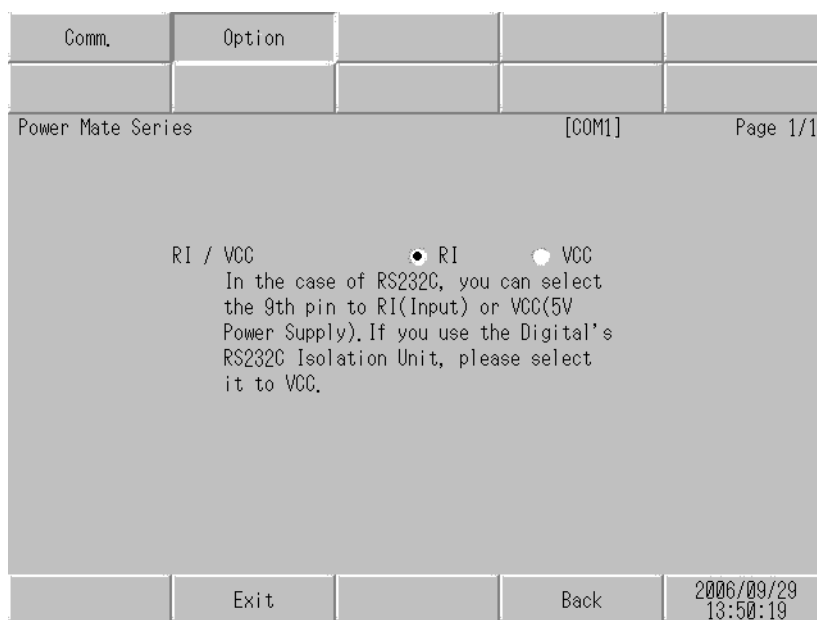 Comm. Option
Power Mate Series [COM1] Page 1/1
RI / VCC RI VCC
In the case of RS232C, you can select
the 9th pin to RI(Input) or VCC(5V
Power Supply).If you use the Digital's
RS232C Isolation Unit, please select
it to VCC.
Exit Back 2006/09/29
13:50:19